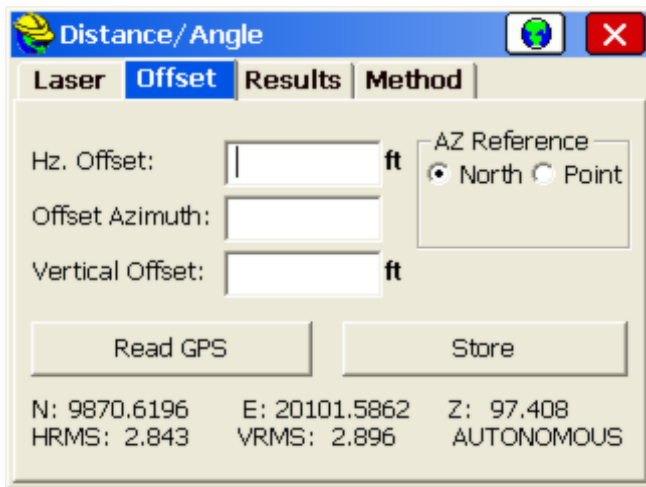 Distance/Angle
Laser Offset Results Method
AZ Reference
Hz. Offset: ft North Point
Offset Azimuth:
Vertical Offset: ft
Read GPS Store
N: 9870.6196 E: 20101.5862 Z: 97.408
HRMS: 2.843 VRMS: 2.896 AUTONOMOUS